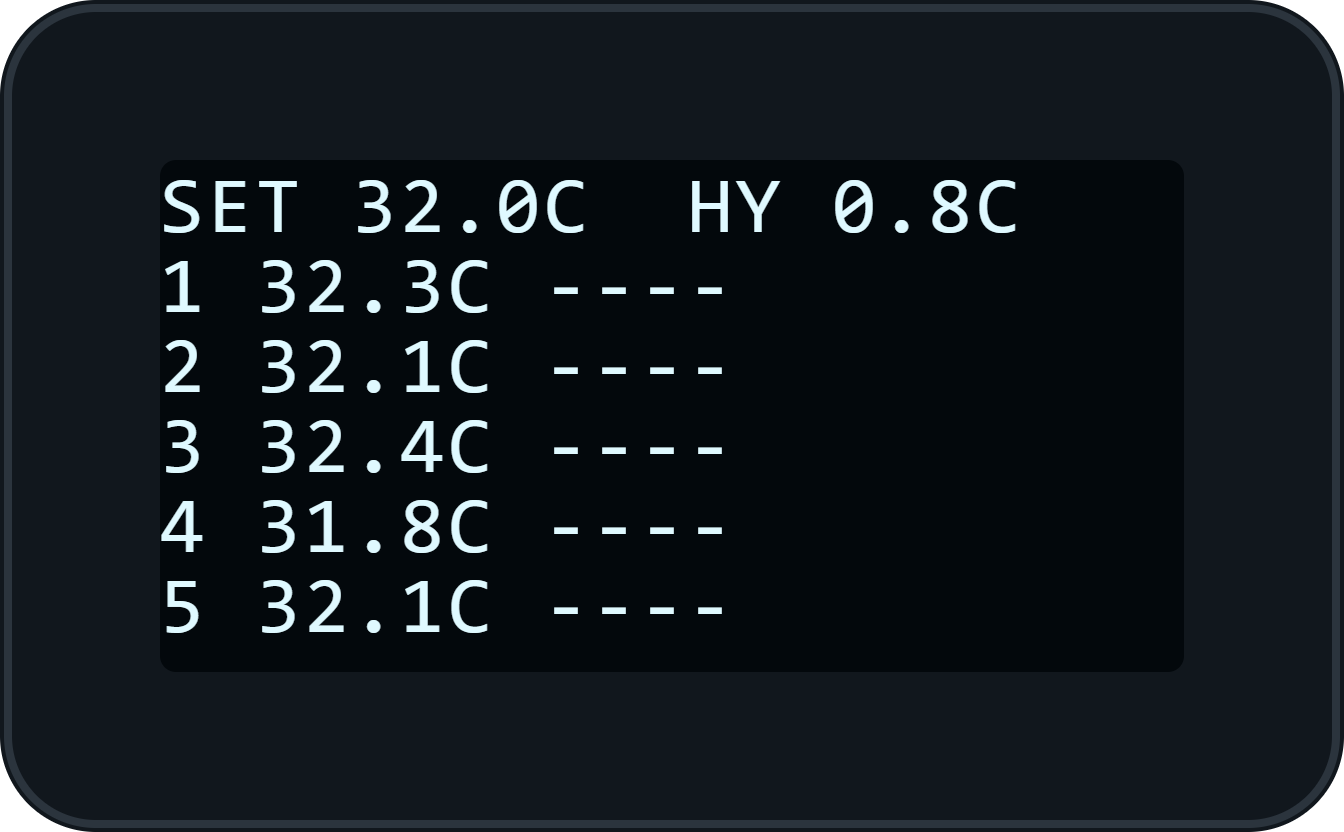 SET 32.0C  HY 0.8C
1 32.3C ----
2 32.1C ----
3 32.4C ----
4 31.8C ----
5 32.1C ----